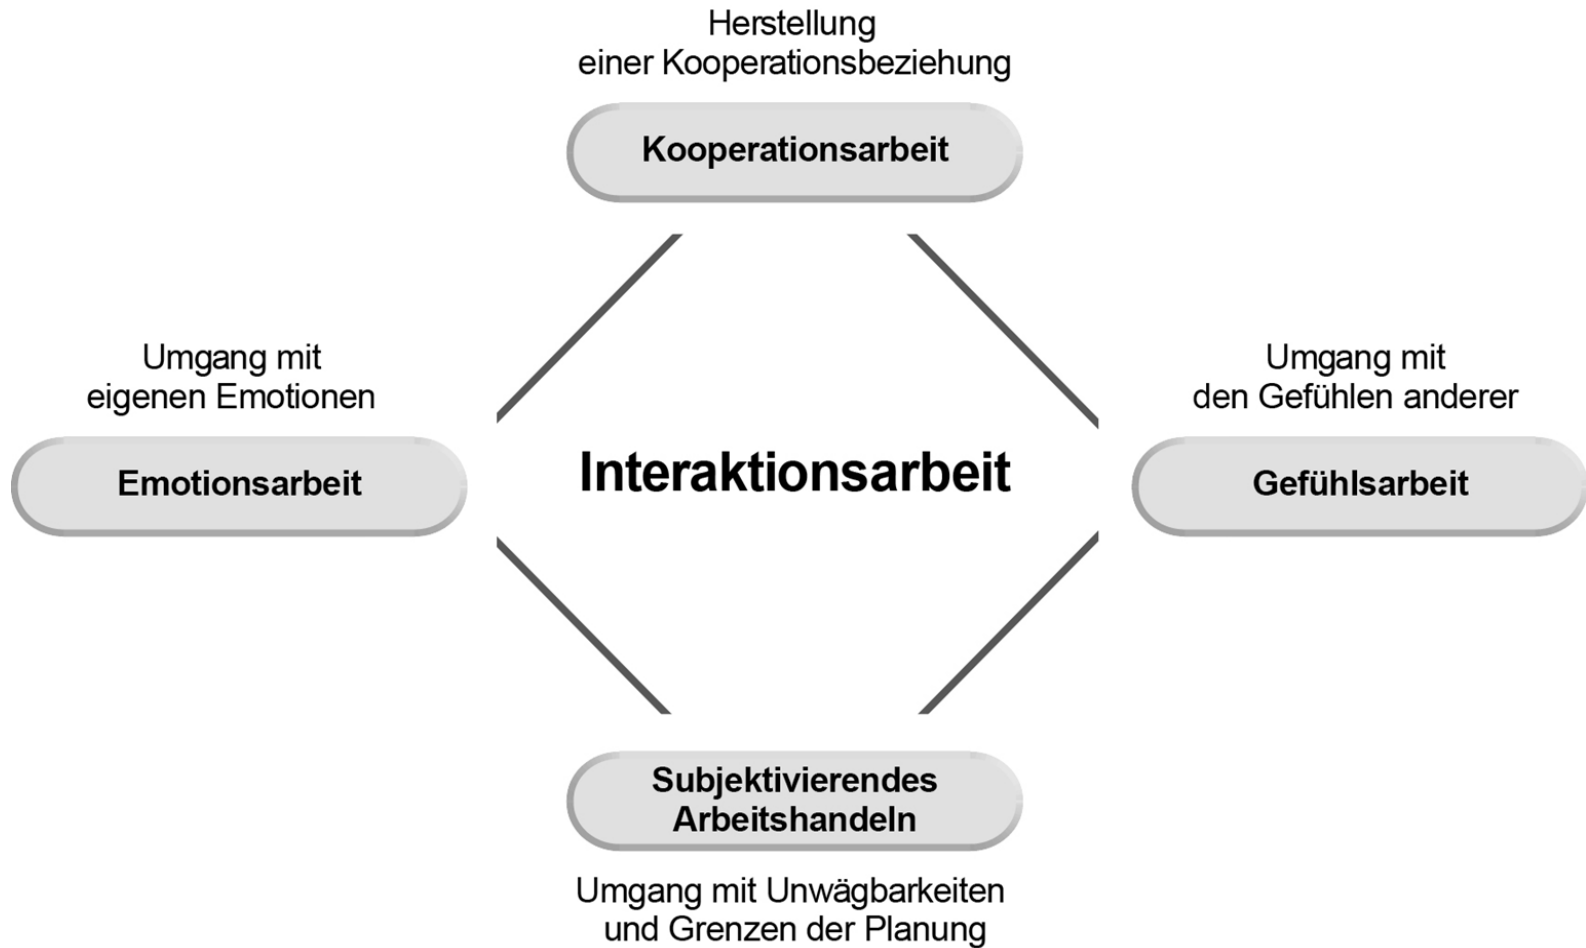 Herstellung
einer Kooperationsbeziehung
Kooperationsarbeit
Umgang mit
eigenen Emotionen
Emotionsarbeit
Interaktionsarbeit
Umgang mit
den Gefühlen anderer
Gefühlsarbeit
Subjektivierendes
Arbeitshandeln
Umgang mit Unwägbarkeiten
und Grenzen der Planung